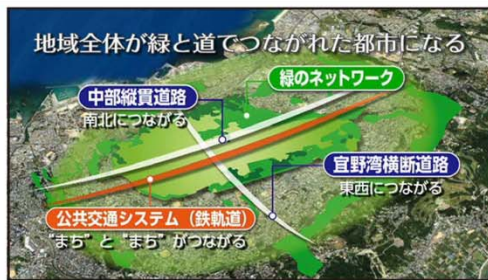 地域全体が緑と道でつながれた都市になる
緑のネットワーク
中部縦貫道路
南北につながる
宜野湾横断道路
東西につながる
公共交通システム（鉄軌道）
“まち”と“まち”がつながる